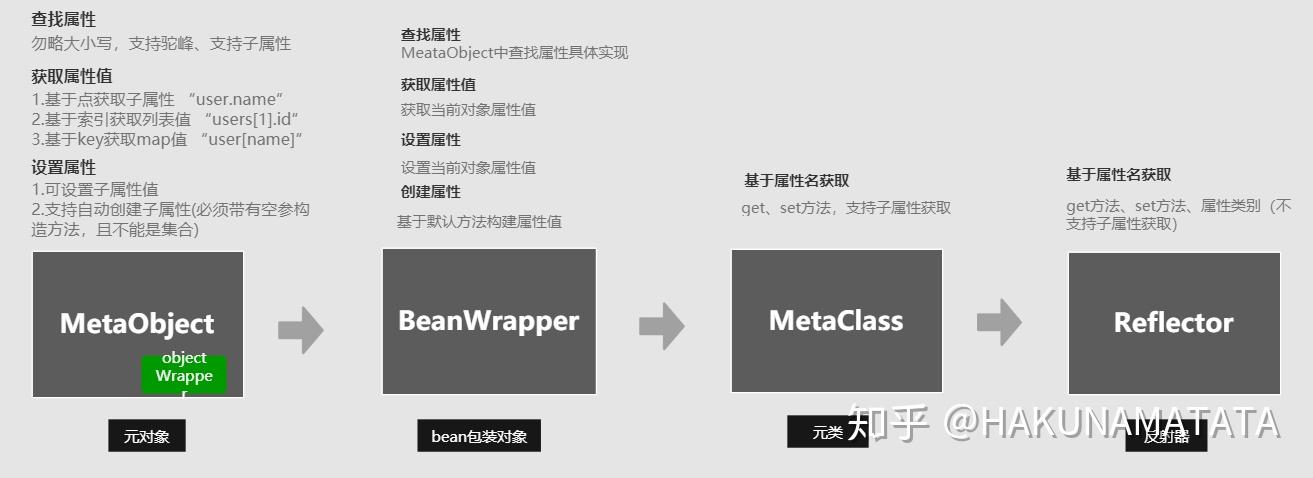 查找属性
勿略大小写，支持驼峰、支持子属性
获取属性值
1.基于点获取子属性 “user.name“
2.基于索引获取列表值 “users[1].id“
3.基于key获取map值 “user[name]“
设置属性
1.可设置子属性值
2.支持自动创建子属性(必须带有空参构
造方法，且不能是集合)
MetaObject
object
Wrappe
r
元对象
查找属性
MeataObject中查找属性具体实现
获取属性值
获取当前对象属性值
设置属性
设置当前对象属性值
创建属性
基于默认方法构建属性值
BeanWrapper
bean包装对象
基于属性名获取
get、set方法，支持子属性获取
MetaClass
元类
基于属性名获取
get方法、set方法、属性类别（不
支持子属性获取）
Reflector
反射器
知乎 @HAKUNAMATATA